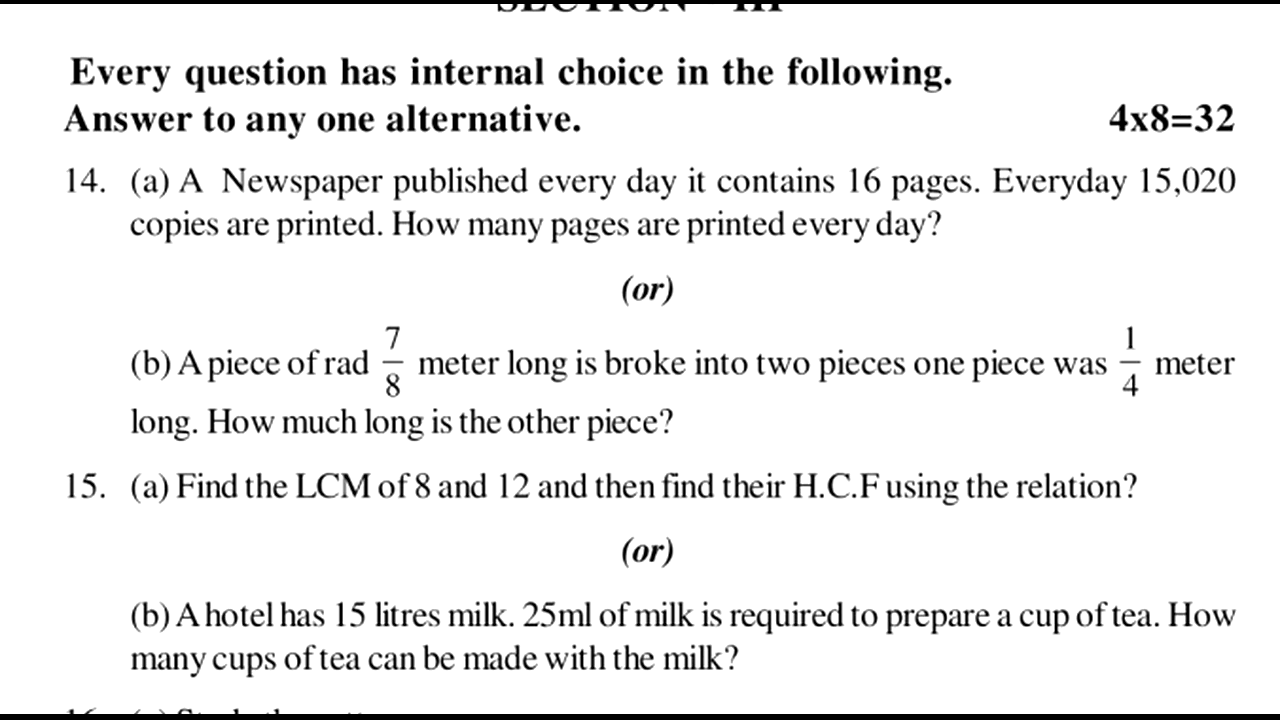 Every question has internal choice in the following.
Answer to any one alternative. 4x8=32
14. (a) A Newspaper published every day it contains 16 pages. Everyday 15,020
copies are printed. How many pages are printed every day?
(or)
(b) A piece of rad 7/8 meter long is broke into two pieces one piece was 1/4 meter
long. How much long is the other piece?
15. (a) Find the LCM of 8 and 12 and then find their H.C.F using the relation?
(or)
(b) A hotel has 15 litres milk. 25ml of milk is required to prepare a cup of tea. How
many cups of tea can be made with the milk?